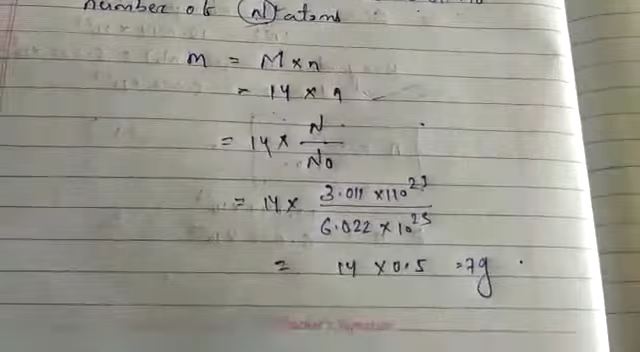 number of (N) atoms
m = M × n
= 14 × n
= 14 × N / N0
= 14 × 3.011 × 110^23 / 6.022 × 10^23
= 14 × 0.5 = 7g.
Teacher's Signature